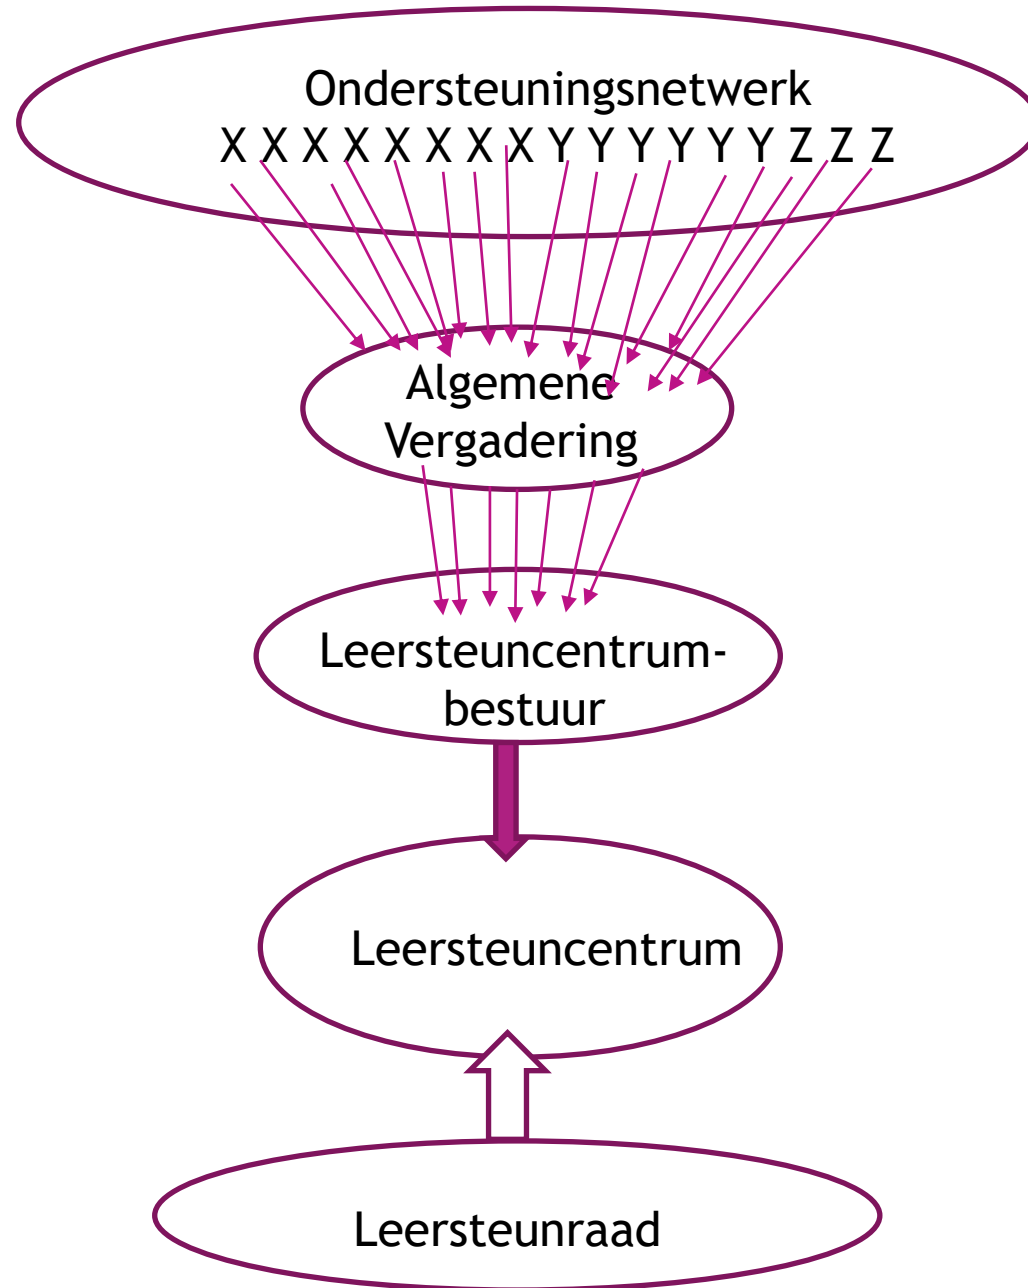 Ondersteuningsnetwerk
X X X X X X X X Y Y Y Y Y Y Z Z Z
Algemene
Vergadering
Leersteuncentrum-
bestuur
Leersteuncentrum
Leersteunraad